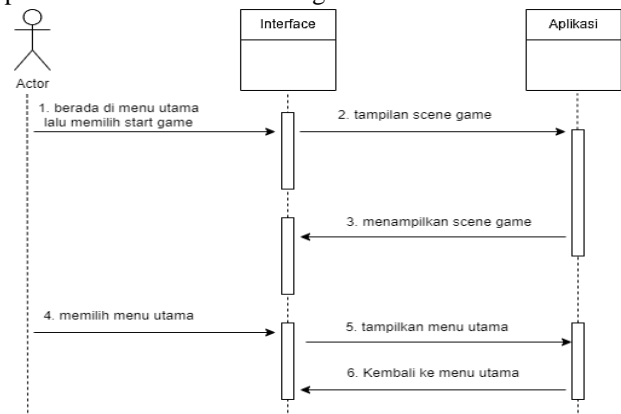 Interface
Aplikasi
Actor
1. berada di menu utama
lalu memilih start game
2. tampilan scene game
3. menampilkan scene game
4. memilih menu utama
5. tampilkan menu utama
6. Kembali ke menu utama